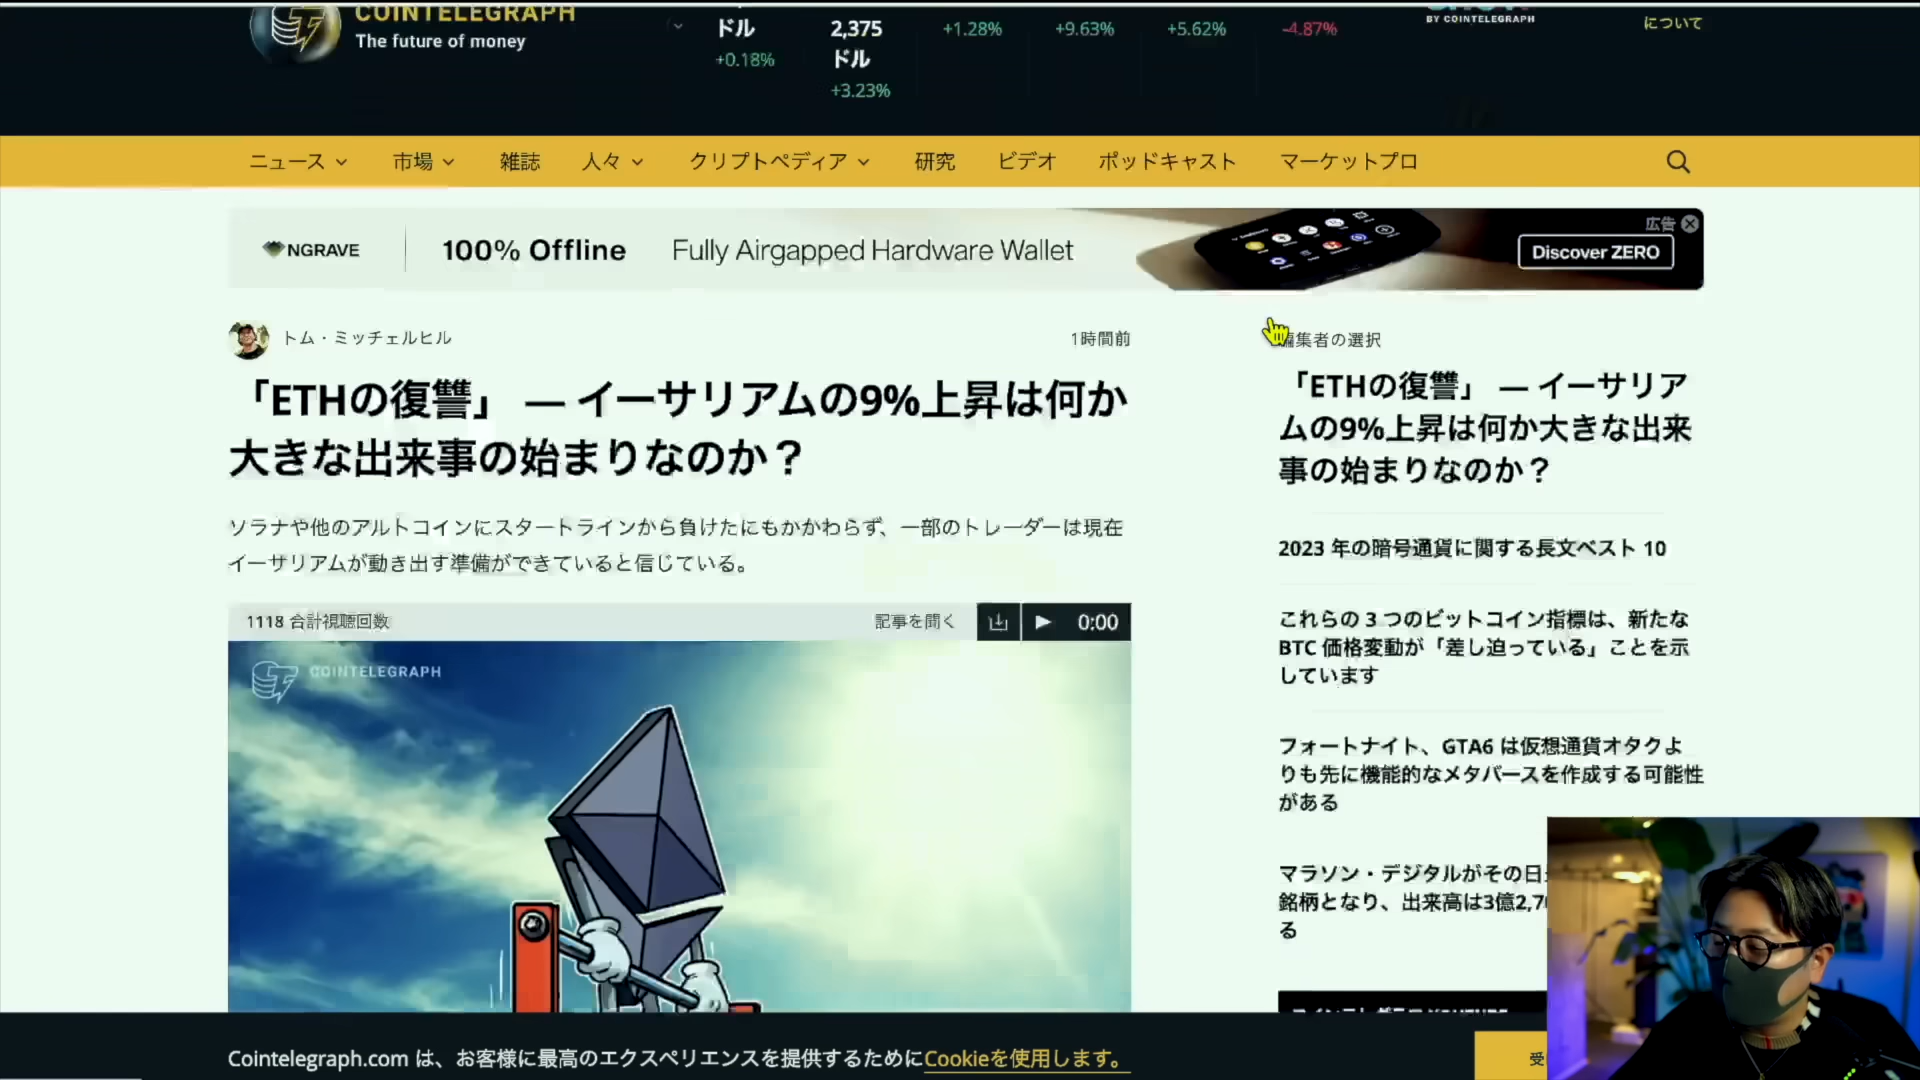 COINTELEGRAPH
The future of money
ドル
+0.18%
2,375
ドル
+3.23%
+1.28%
+9.63%
+5.62%
-4.87%
BY COINTELEGRAPH
について
ニュース
市場
雑誌
人々
クリプトペディア
研究
ビデオ
ポッドキャスト
マーケットプロ
NGRAVE
100% Offline
Fully Airgapped Hardware Wallet
広告
Discover ZERO
トム・ミッチェルヒル
1時間前
「ETHの復讐」 — イーサリアムの9%上昇は何か
大きな出来事の始まりなのか？
ソラナや他のアルトコインにスタートラインから負けたにもかかわらず、一部のトレーダーは現在
イーサリアムが動き出す準備ができていると信じている。
1118 合計視聴回数
記事を聞く
0:00
COINTELEGRAPH
編集者の選択
「ETHの復讐」 — イーサリア
ムの9%上昇は何か大きな出来
事の始まりなのか？
2023 年の暗号通貨に関する長文ベスト 10
これらの 3 つのビットコイン指標は、新たな
BTC 価格変動が「差し迫っている」ことを示
しています
フォートナイト、GTA6 は仮想通貨オタクよ
りも先に機能的なメタバースを作成する可能性
がある
マラソン・デジタルがその日
銘柄となり、出来高は3億2,7
る
Cointelegraph.com は、お客様に最高のエクスペリエンスを提供するためにCookieを使用します。
受